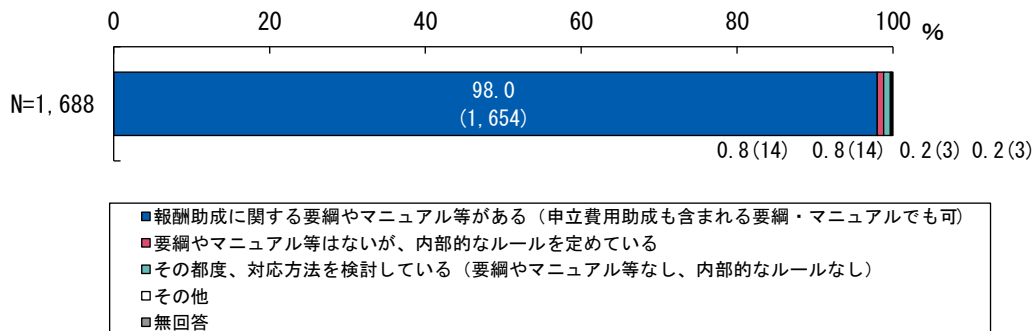 0 20 40 60 80 100 %
N=1,688
98.0
(1,654)
0.8(14) 0.8(14) 0.2(3) 0.2(3)
■報酬助成に関する要綱やマニュアル等がある（申立費用助成も含まれる要綱・マニュアルでも可）
■要綱やマニュアル等はないが、内部的なルールを定めている
■その都度、対応方法を検討している（要綱やマニュアル等なし、内部的なルールなし）
□その他
■無回答